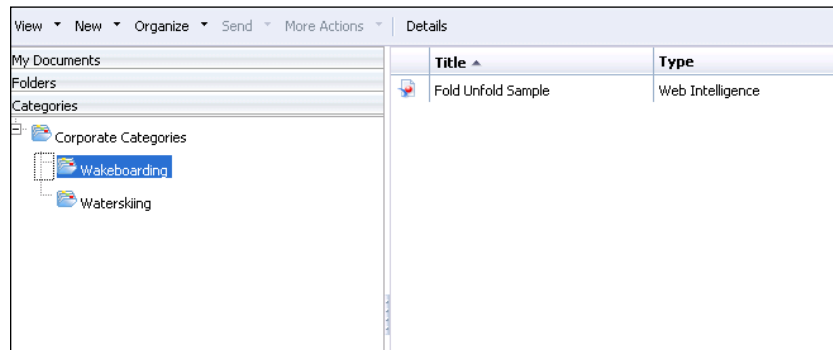 View New Organize Send More Actions Details
My Documents
Folders
Categories
Corporate Categories
Wakeboarding
Waterskiing
Title Type
Fold Unfold Sample Web Intelligence